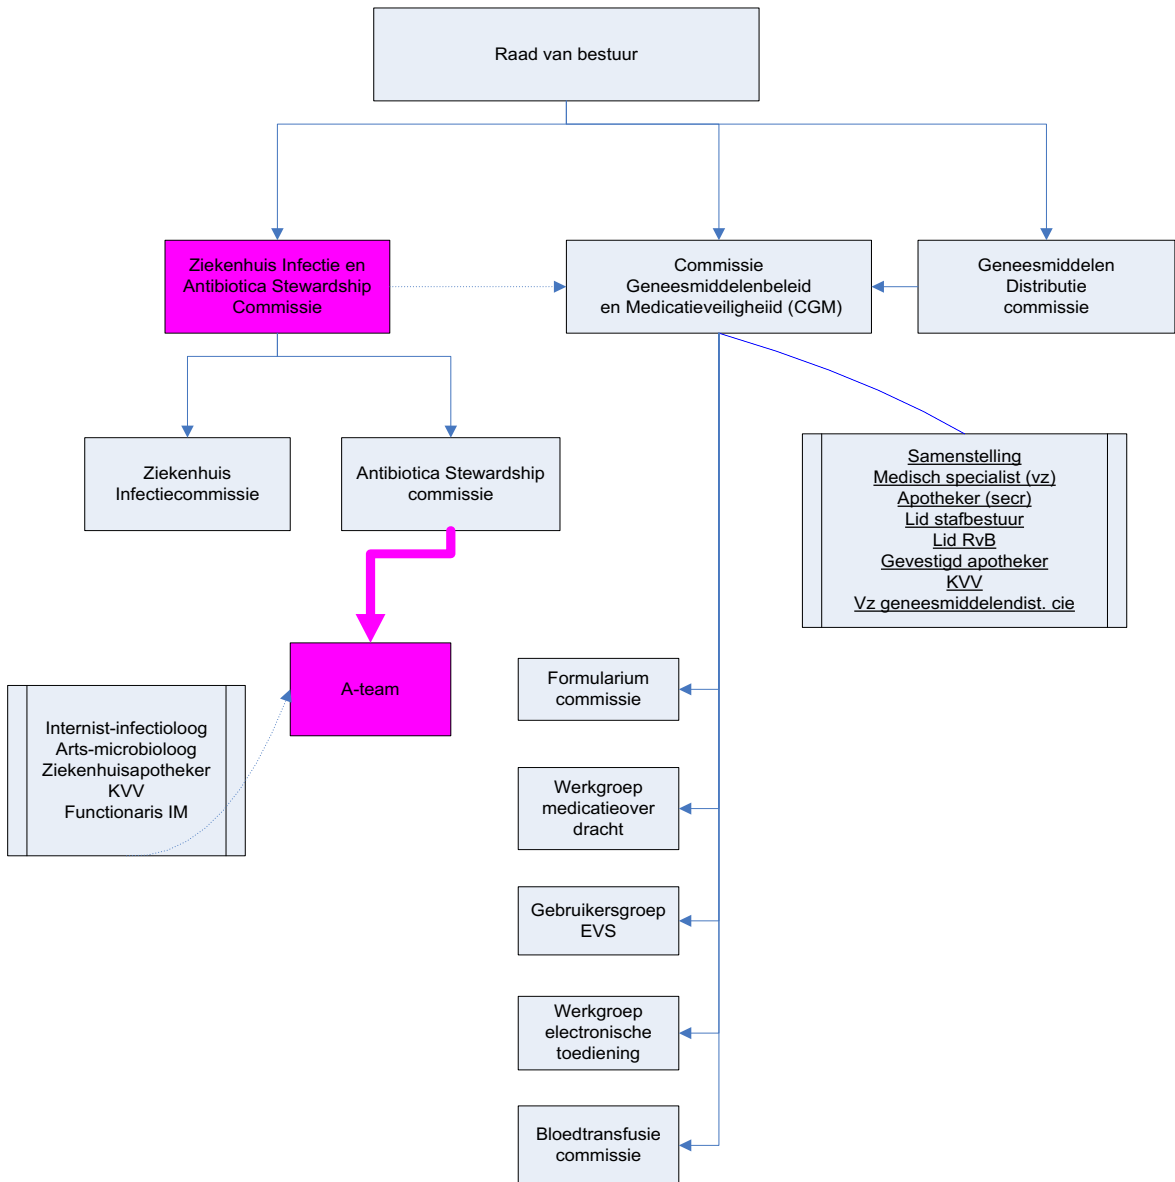 Raad van bestuur
Ziekenhuis Infectie en
Antibiotica Stewardship
Commissie
Commissie
Geneesmiddelenbeleid
en Medicatieveiligheiid (CGM)
Geneesmiddelen
Distributie
commissie
Ziekenhuis
Infectiecommissie
Antibiotica Stewardship
commissie
Samenstelling
Medisch specialist (vz)
Apotheker (secr)
Lid stafbestuur
Lid RvB
Gevestigd apotheker
KVV
Vz geneesmiddelendist. cie
A-team
Internist-infectioloog
Arts-microbioloog
Ziekenhuisapotheker
KVV
Functionaris IM
Formularium
commissie
Werkgroep
medicatieover
dracht
Gebruikersgroep
EVS
Werkgroep
electronische
toediening
Bloedtransfusie
commissie